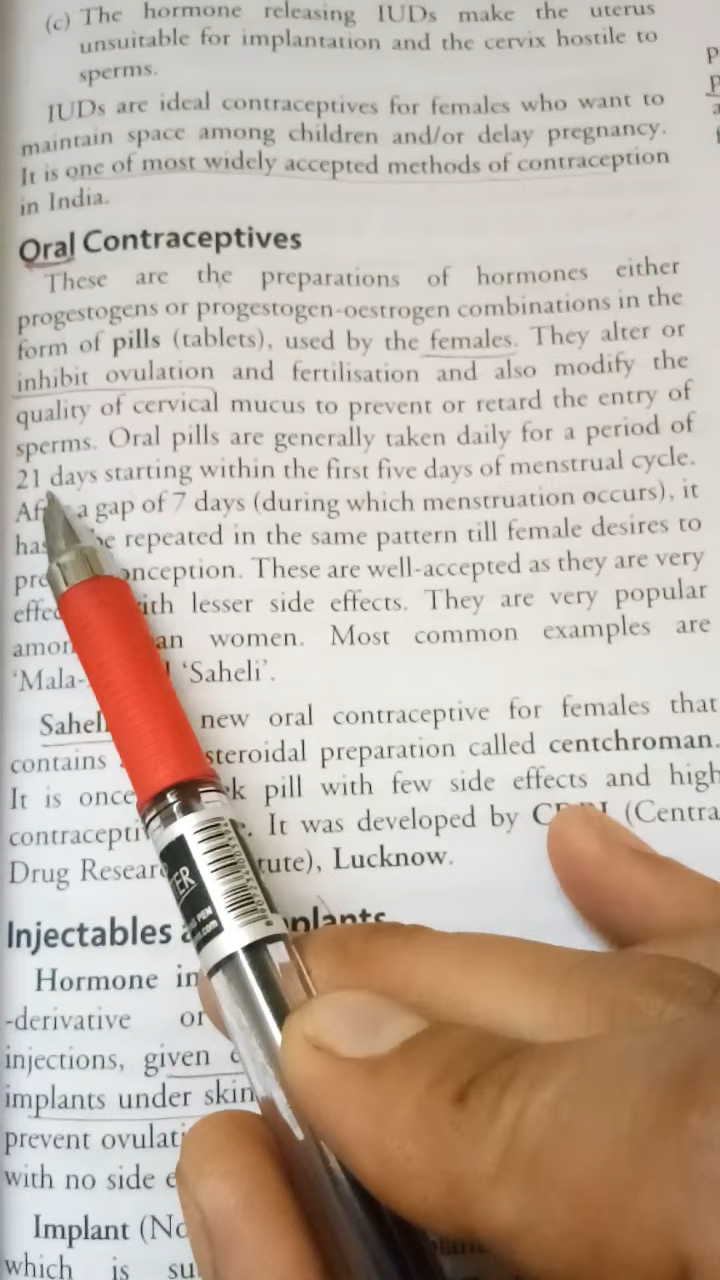 (c) The hormone releasing IUDs make the uterus
unsuitable for implantation and the cervix hostile to
sperms.
IUDs are ideal contraceptives for females who want to
maintain space among children and/or delay pregnancy.
It is one of most widely accepted methods of contraception
in India.
Oral Contraceptives
These are the preparations of hormones either
progestogens or progestogen-oestrogen combinations in the
form of pills (tablets), used by the females. They alter or
inhibit ovulation and fertilisation and also modify the
quality of cervical mucus to prevent or retard the entry of
sperms. Oral pills are generally taken daily for a period of
21 days starting within the first five days of menstrual cycle.
a gap of 7 days (during which menstruation occurs), it
has be repeated in the same pattern till female desires to
These are well-accepted as they are very
lesser side effects. They are very popular
women. Most common examples are
'Mala- 'Saheli'.
new oral contraceptive for females that
contains steroidal preparation called centchroman.
It is once pill with few side effects and high
It was developed by (Centra
Drug Lucknow.
Injectables
Hormone
-derivative or
injections, given
implants under skin
prevent
with no side
Implant
which is